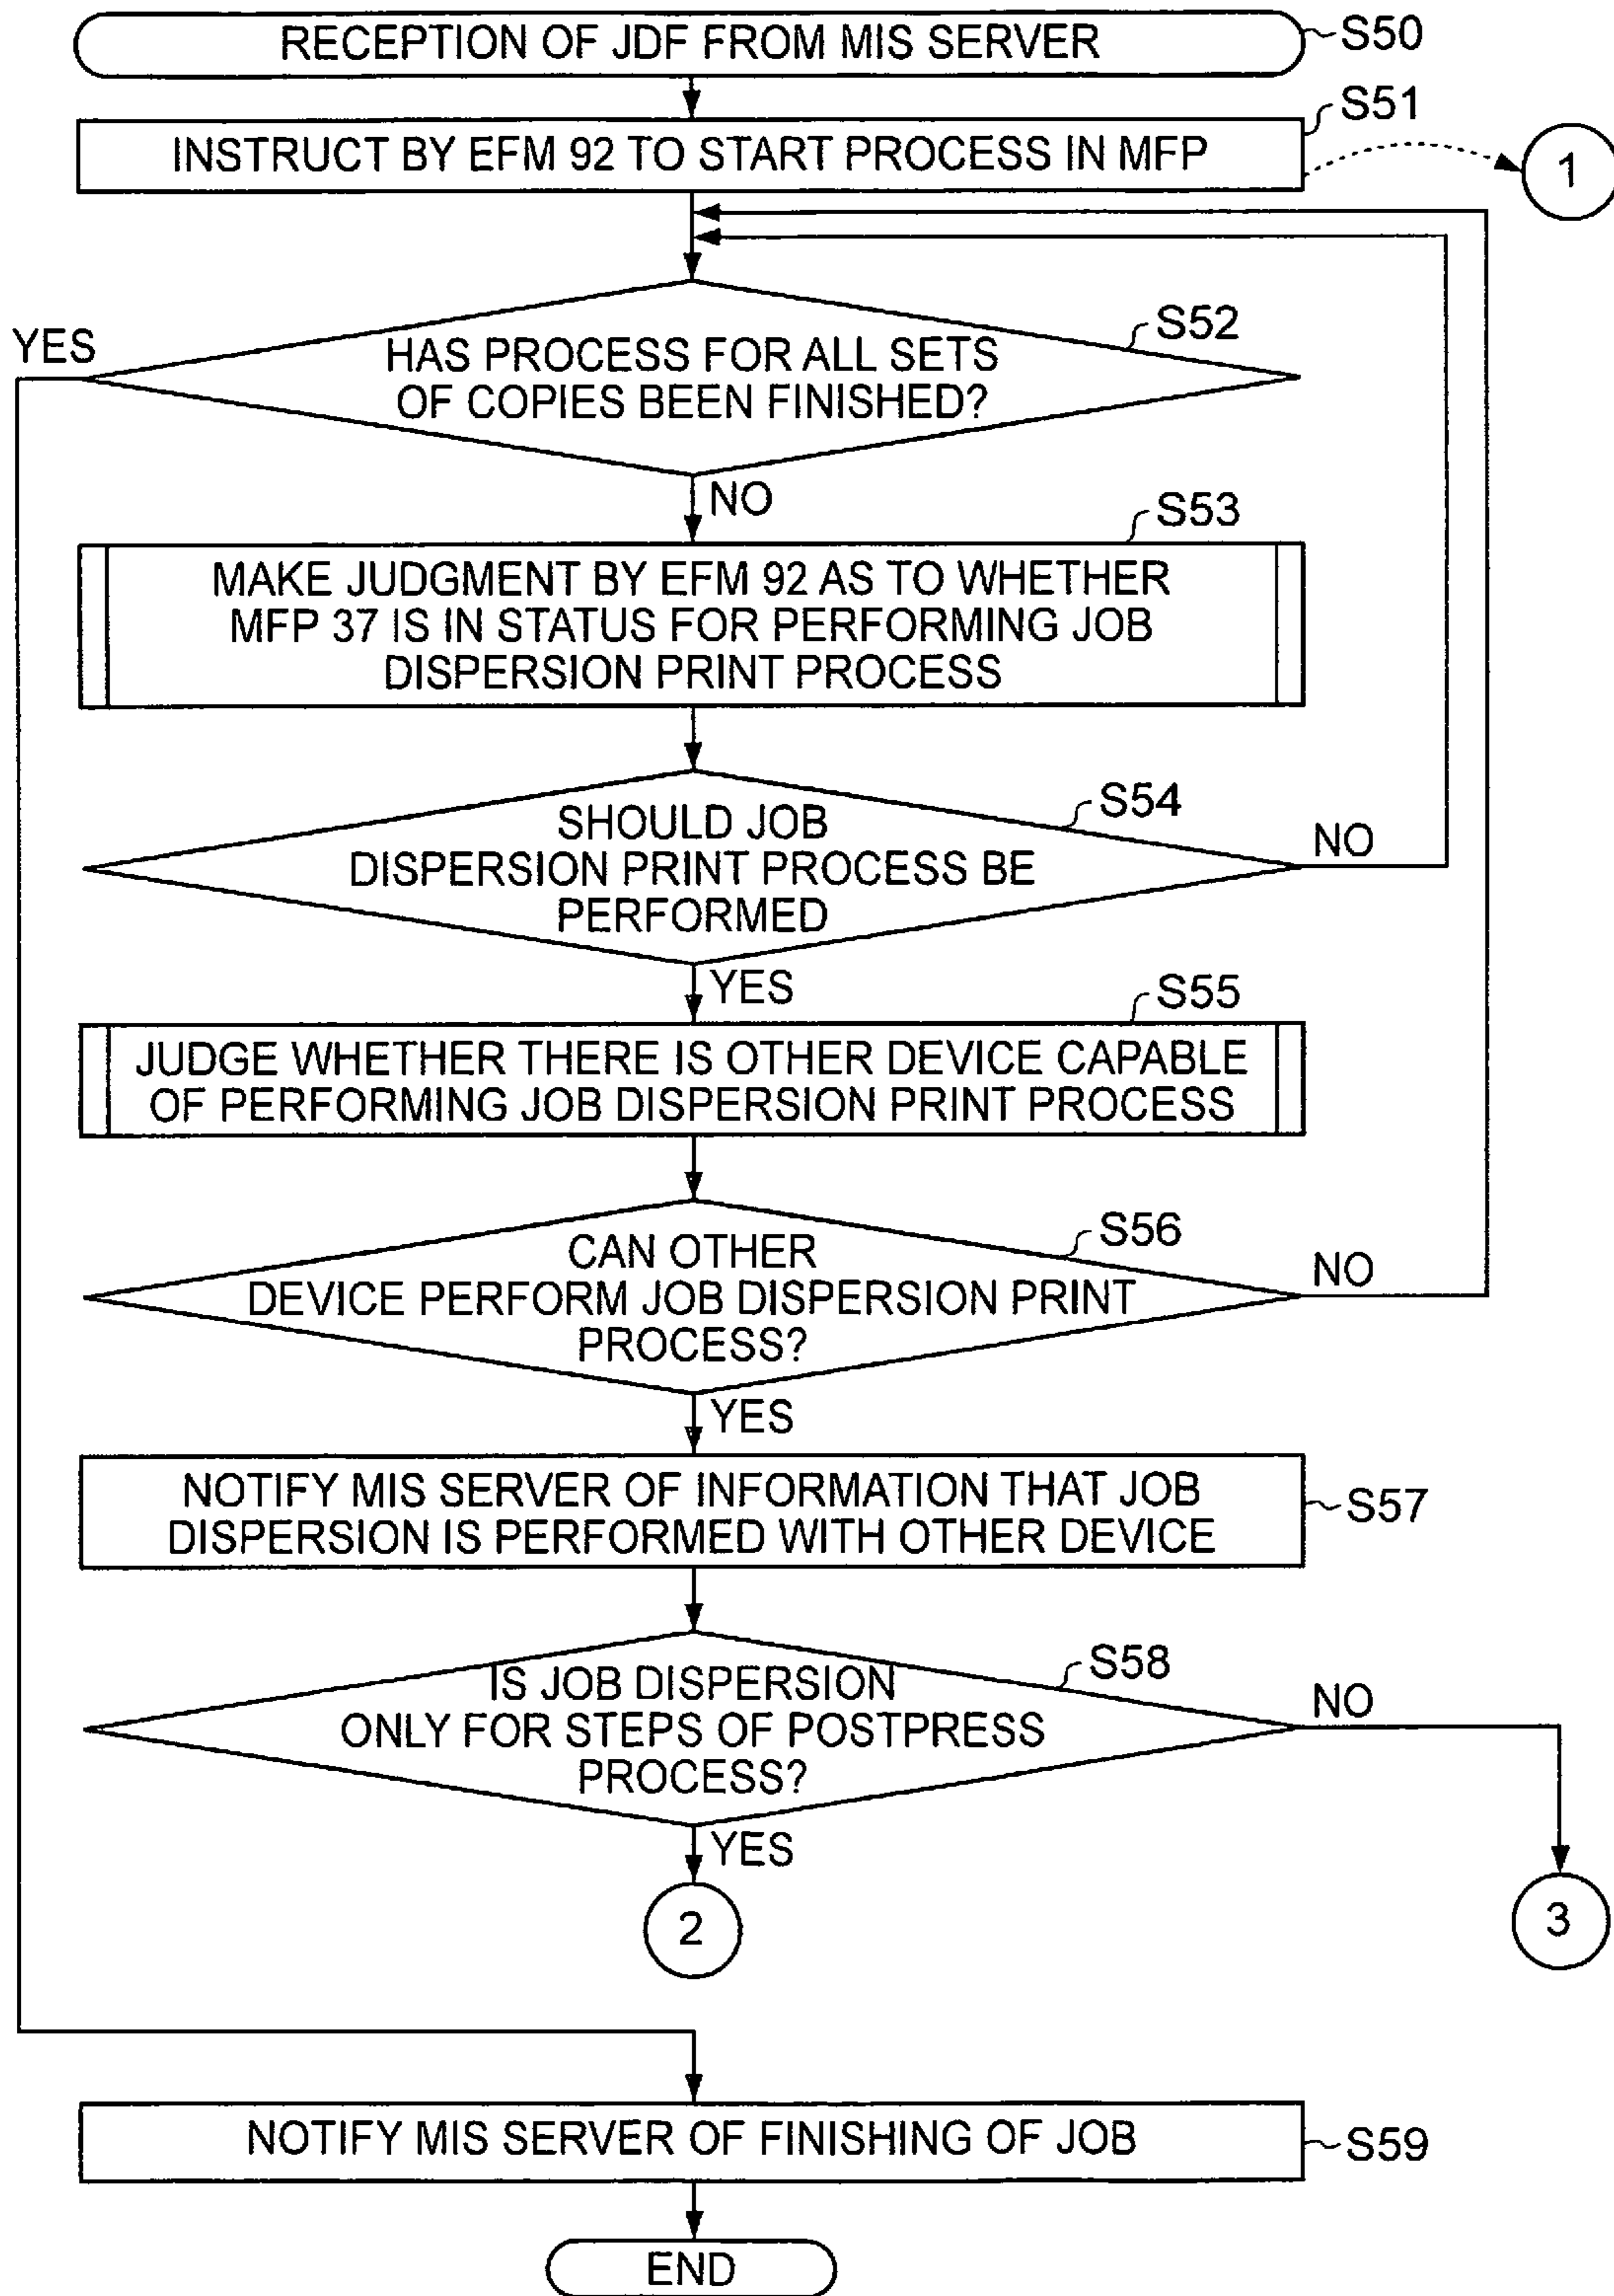 RECEPTION OF JDF FROM MIS SERVER
S50
INSTRUCT BY EFM 92 TO START PROCESS IN MFP
S51
1
HAS PROCESS FOR ALL SETS
OF COPIES BEEN FINISHED?
S52
YES
NO
MAKE JUDGMENT BY EFM 92 AS TO WHETHER
MFP 37 IS IN STATUS FOR PERFORMING JOB
DISPERSION PRINT PROCESS
S53
SHOULD JOB
DISPERSION PRINT PROCESS BE
PERFORMED
S54
NO
YES
JUDGE WHETHER THERE IS OTHER DEVICE CAPABLE
OF PERFORMING JOB DISPERSION PRINT PROCESS
S55
CAN OTHER
DEVICE PERFORM JOB DISPERSION PRINT
PROCESS?
S56
NO
YES
NOTIFY MIS SERVER OF INFORMATION THAT JOB
DISPERSION IS PERFORMED WITH OTHER DEVICE
S57
IS JOB DISPERSION
ONLY FOR STEPS OF POSTPRESS
PROCESS?
S58
NO
YES
2
3
NOTIFY MIS SERVER OF FINISHING OF JOB
S59
END